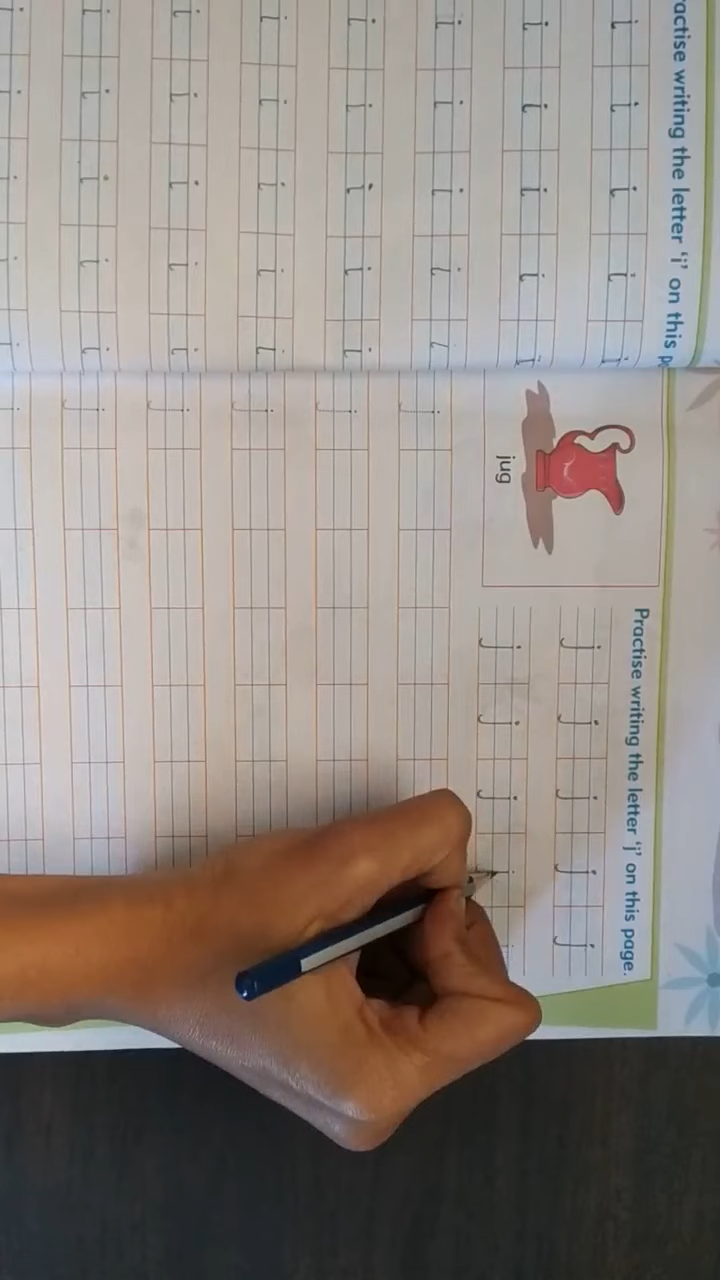 ractise writing the letter 'i' on this p
i i i i i
i i i i i
i i i i i
i i i i i
i i i i i
i i i i i
i i i i i
i i i i i
Practise writing the letter 'j' on this page.
jug
j j j j j
j j j
j
j
j
j
j
j